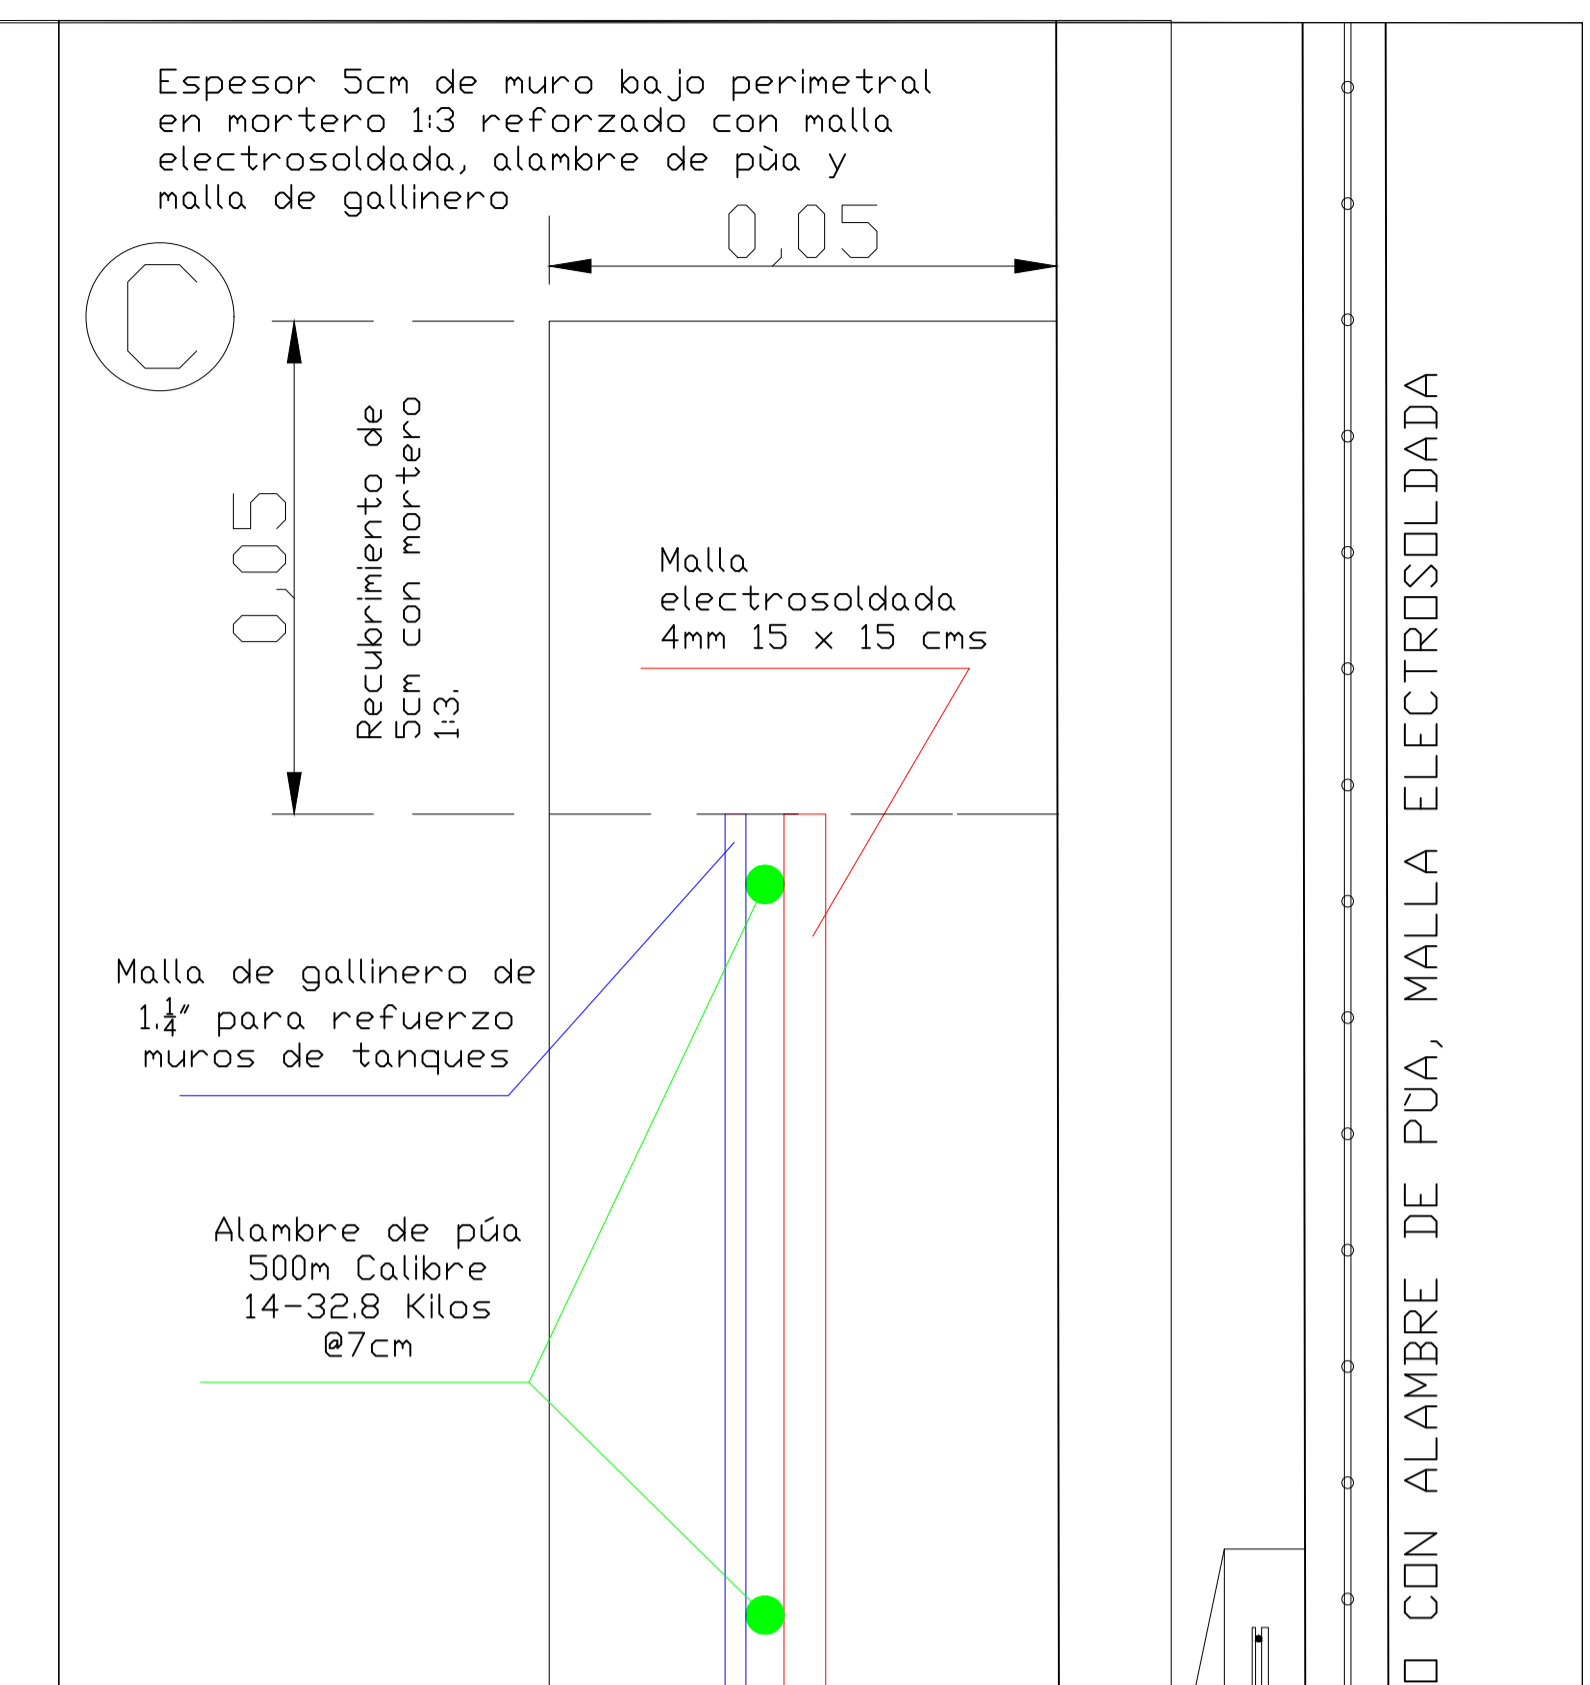 Espesor 5cm de muro bajo perimetral
en mortero 1:3 reforzado con malla
electrosoldada, alambre de pùa y
malla de gallinero
0,05
C
0,05
Recubrimiento de
5cm con mortero
1:3.
Malla
electrosoldada
4mm 15 x 15 cms
Malla de gallinero de
1.1/4" para refuerzo
muros de tanques
Alambre de púa
500m Calibre
14-32.8 Kilos
@7cm
CON ALAMBRE DE PÙA, MALLA ELECTROSOLDADA